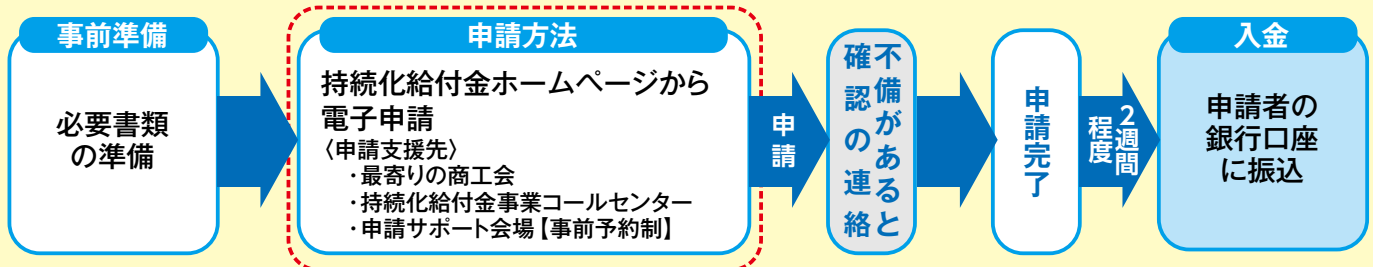 事前準備
必要書類
の準備
申請方法
持続化給付金ホームページから
電子申請
〈申請支援先〉
・最寄りの商工会
・持続化給付金事業コールセンター
・申請サポート会場【事前予約制】
申請
不備があると
確認の連絡
申請完了
2週間
程度
入金
申請者の
銀行口座
に振込